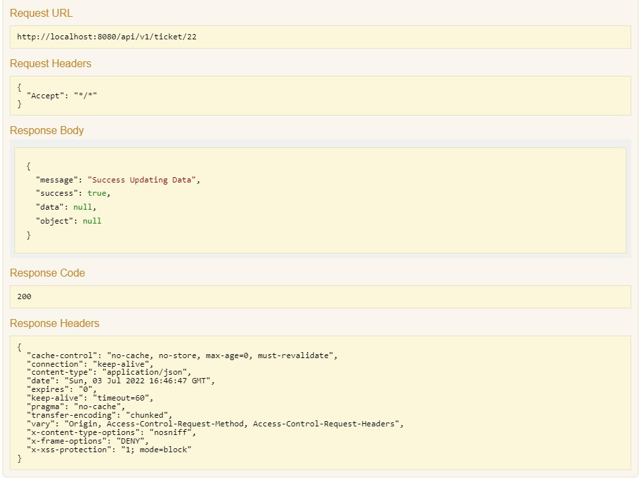 Request URL
http://localhost:8080/api/v1/ticket/22
Request Headers
{
"Accept": "*/*"
}
Response Body
{
"message": "Success Updating Data",
"success": true,
"data": null,
"object": null
}
Response Code
200
Response Headers
{
"cache-control": "no-cache, no-store, max-age=0, must-revalidate",
"connection": "keep-alive",
"content-type": "application/json",
"date": "Sun, 03 Jul 2022 16:46:47 GMT",
"expires": "0",
"keep-alive": "timeout=60",
"pragma": "no-cache",
"transfer-encoding": "chunked",
"vary": "Origin, Access-Control-Request-Method, Access-Control-Request-Headers",
"x-content-type-options": "nosniff",
"x-frame-options": "DENY",
"x-xss-protection": "1; mode=block"
}